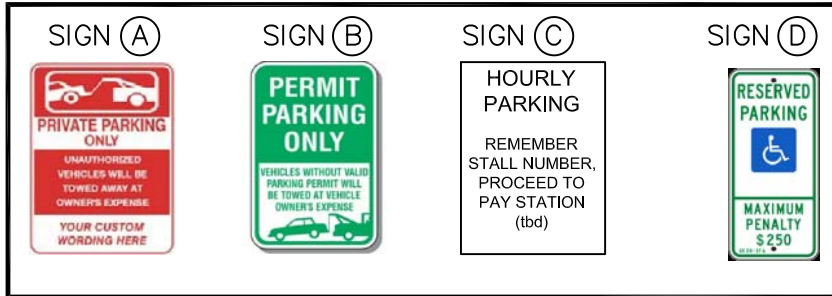 SIGN A
PRIVATE PARKING
ONLY
UNAUTHORIZED
VEHICLES WILL BE
TOWED AWAY AT
OWNER'S EXPENSE
YOUR CUSTOM
WORDING HERE
SIGN B
PERMIT
PARKING
ONLY
VEHICLES WITHOUT VALID
PARKING PERMIT WILL
BE TOWED AT VEHICLE
OWNER'S EXPENSE
SIGN C
HOURLY
PARKING
REMEMBER
STALL NUMBER,
PROCEED TO
PAY STATION
(tbd)
SIGN D
RESERVED
PARKING
MAXIMUM
PENALTY
$250